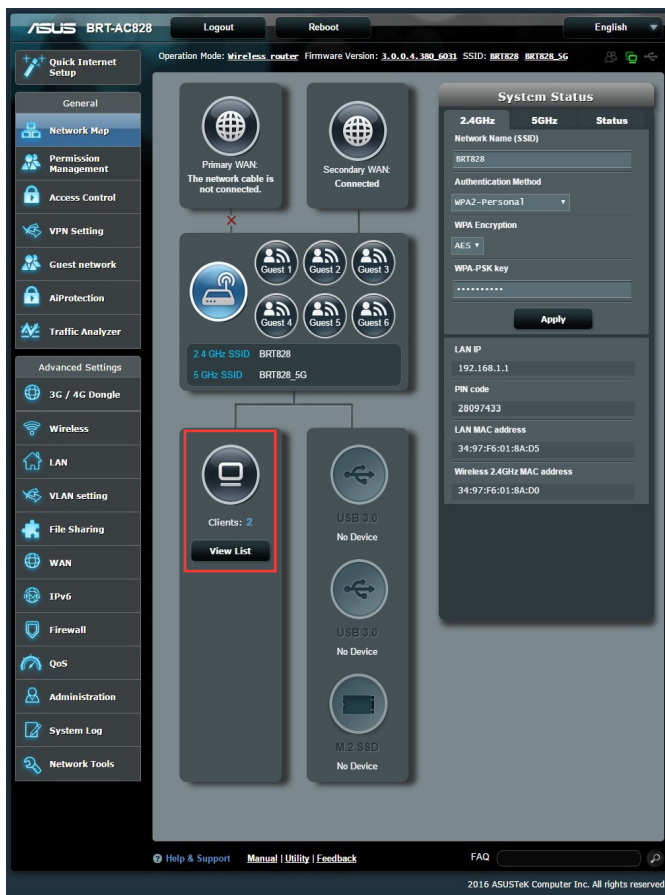 ASUS BRT-AC828 Logout Reboot English
Quick Internet Setup
Operation Mode: Wireless router Firmware Version: 3.0.0.4.380_6031 SSID: BRT828 BRT828_5G
General
Network Map
Permission Management
Access Control
VPN Setting
Guest network
AiProtection
Traffic Analyzer
Advanced Settings
3G / 4G Dongle
Wireless
LAN
VLAN setting
File Sharing
WAN
IPv6
Firewall
QoS
Administration
System Log
Network Tools
Primary WAN:
The network cable is
not connected.
Secondary WAN:
Connected
Guest 1 Guest 2 Guest 3
Guest 4 Guest 5 Guest 6
2.4 GHz SSID BRT828
5 GHz SSID BRT828_5G
Clients: 2
View List
USB 3.0
No Device
USB 3.0
No Device
M.2 SSD
No Device
System Status
2.4GHz 5GHz Status
Network Name (SSID)
BRT828
Authentication Method
WPA2-Personal
WPA Encryption
AES
WPA-PSK key
••••••••••
Apply
LAN IP
192.168.1.1
PIN code
28097433
LAN MAC address
34:97:F6:01:8A:D5
Wireless 2.4GHz MAC address
34:97:F6:01:8A:D0
Help & Support Manual | Utility | Feedback FAQ
2016 ASUSTeK Computer Inc. All rights reserved